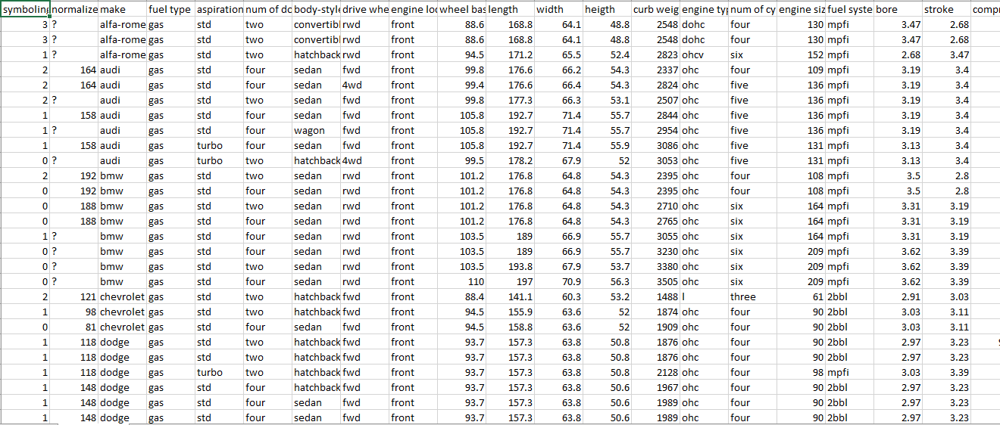 symboling normalize make fuel type aspiration num of do body-style drive whe engine loc wheel bas length width heigth curb weig engine typ num of cy engine siz fuel syste bore stroke compr
3 ? alfa-rome gas std two convertibl rwd front 88.6 168.8 64.1 48.8 2548 dohc four 130 mpfi 3.47 2.68
3 ? alfa-rome gas std two convertibl rwd front 88.6 168.8 64.1 48.8 2548 dohc four 130 mpfi 3.47 2.68
1 ? alfa-rome gas std two hatchback rwd front 94.5 171.2 65.5 52.4 2823 ohcv six 152 mpfi 2.68 3.47
2 164 audi gas std four sedan fwd front 99.8 176.6 66.2 54.3 2337 ohc four 109 mpfi 3.19 3.4
2 164 audi gas std four sedan 4wd front 99.4 176.6 66.4 54.3 2824 ohc five 136 mpfi 3.19 3.4
2 ? audi gas std two sedan fwd front 99.8 177.3 66.3 53.1 2507 ohc five 136 mpfi 3.19 3.4
1 158 audi gas std four sedan fwd front 105.8 192.7 71.4 55.7 2844 ohc five 136 mpfi 3.19 3.4
1 ? audi gas std four wagon fwd front 105.8 192.7 71.4 55.7 2954 ohc five 136 mpfi 3.19 3.4
1 158 audi gas turbo four sedan fwd front 105.8 192.7 71.4 55.9 3086 ohc five 131 mpfi 3.13 3.4
0 ? audi gas turbo two hatchback 4wd front 99.5 178.2 67.9 52 3053 ohc five 131 mpfi 3.13 3.4
2 192 bmw gas std two sedan rwd front 101.2 176.8 64.8 54.3 2395 ohc four 108 mpfi 3.5 2.8
0 192 bmw gas std four sedan rwd front 101.2 176.8 64.8 54.3 2395 ohc four 108 mpfi 3.5 2.8
0 188 bmw gas std two sedan rwd front 101.2 176.8 64.8 54.3 2710 ohc six 164 mpfi 3.31 3.19
0 188 bmw gas std four sedan rwd front 101.2 176.8 64.8 54.3 2765 ohc six 164 mpfi 3.31 3.19
1 ? bmw gas std four sedan rwd front 103.5 189 66.9 55.7 3055 ohc six 164 mpfi 3.31 3.19
0 ? bmw gas std four sedan rwd front 103.5 189 66.9 55.7 3230 ohc six 209 mpfi 3.62 3.39
0 ? bmw gas std two sedan rwd front 103.5 193.8 67.9 53.7 3380 ohc six 209 mpfi 3.62 3.39
0 ? bmw gas std four sedan rwd front 110 197 70.9 56.3 3505 ohc six 209 mpfi 3.62 3.39
2 121 chevrolet gas std two hatchback fwd front 88.4 141.1 60.3 53.2 1488 l three 61 2bbl 2.91 3.03
1 98 chevrolet gas std two hatchback fwd front 94.5 155.9 63.6 52 1874 ohc four 90 2bbl 3.03 3.11
0 81 chevrolet gas std four sedan fwd front 94.5 158.8 63.6 52 1909 ohc four 90 2bbl 3.03 3.11
1 118 dodge gas std two hatchback fwd front 93.7 157.3 63.8 50.8 1876 ohc four 90 2bbl 2.97 3.23
1 118 dodge gas std two hatchback fwd front 93.7 157.3 63.8 50.8 1876 ohc four 90 2bbl 2.97 3.23
1 118 dodge gas turbo two hatchback fwd front 93.7 157.3 63.8 50.8 2128 ohc four 98 mpfi 3.03 3.39
1 148 dodge gas std four hatchback fwd front 93.7 157.3 63.8 50.6 1967 ohc four 90 2bbl 2.97 3.23
1 148 dodge gas std four sedan fwd front 93.7 157.3 63.8 50.6 1989 ohc four 90 2bbl 2.97 3.23
1 148 dodge gas std four sedan fwd front 93.7 157.3 63.8 50.6 1989 ohc four 90 2bbl 2.97 3.23